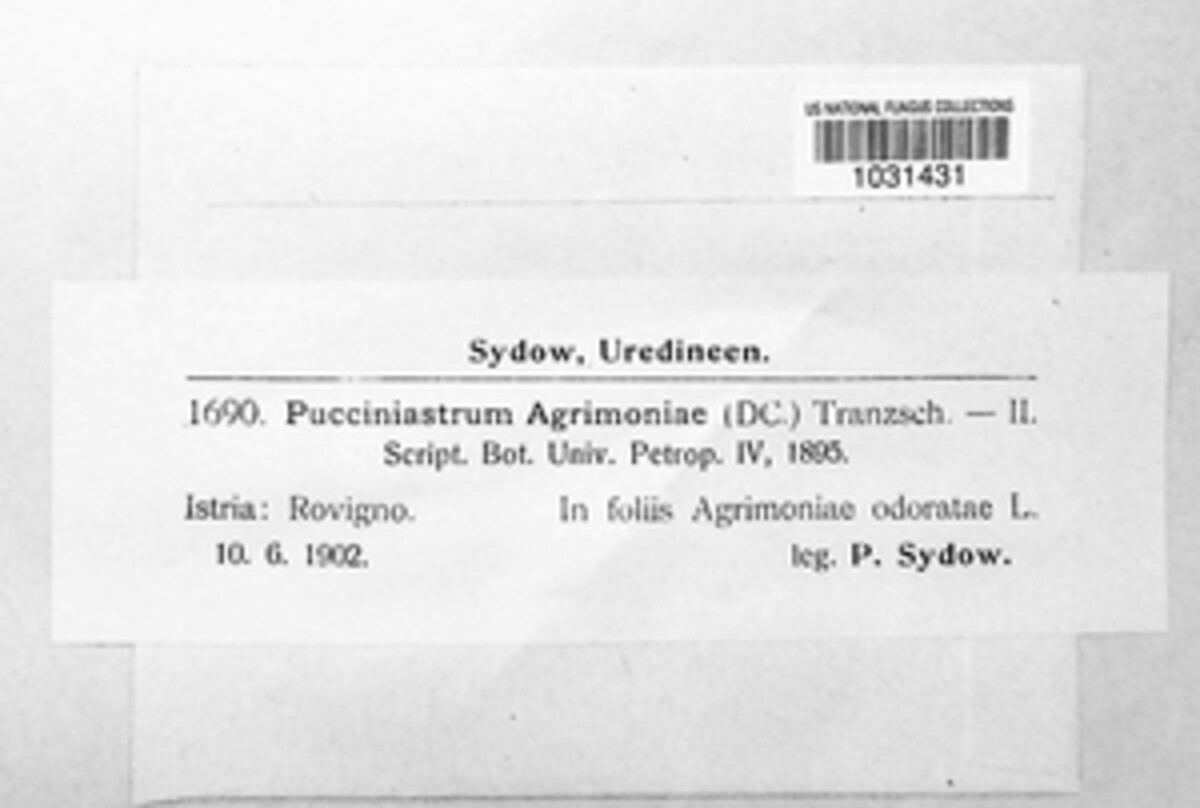 US NATIONAL FUNGUS COLLECTIONS
1031431
Sydow, Uredineen.
1690. Pucciniastrum Agrimoniae (DC.) Tranzsch. — II.
Script. Bot. Univ. Petrop. IV, 1895.
Istria: Rovigno. In foliis Agrimoniae odoratae L.
10. 6. 1902. leg. P. Sydow.